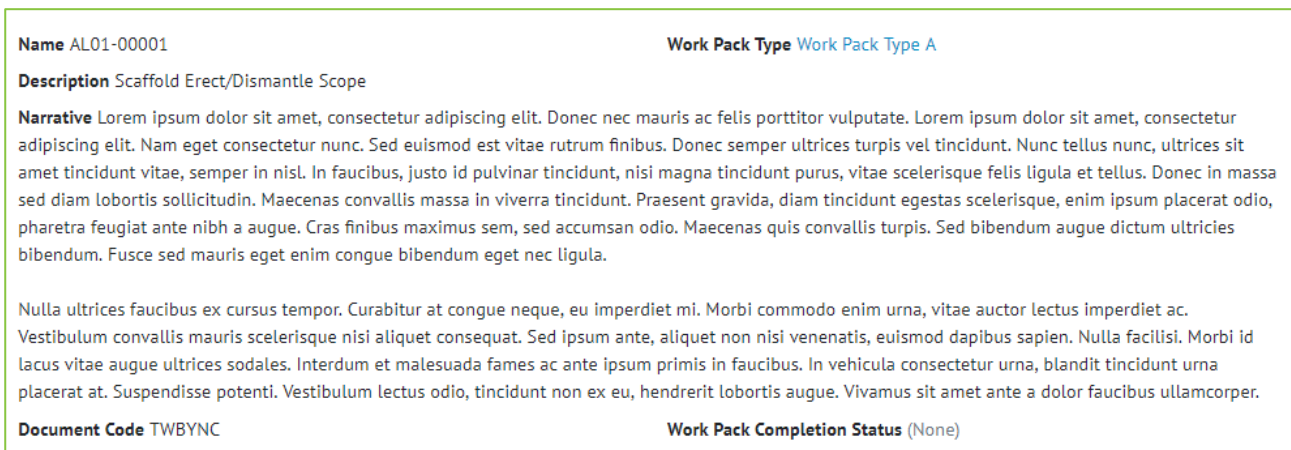 Name AL01-00001 Work Pack Type Work Pack Type A
Description Scaffold Erect/Dismantle Scope
Narrative Lorem ipsum dolor sit amet, consectetur adipiscing elit. Donec nec mauris ac felis porttitor vulputate. Lorem ipsum dolor sit amet, consectetur
adipiscing elit. Nam eget consectetur nunc. Sed euismod est vitae rutrum finibus. Donec semper ultrices turpis vel tincidunt. Nunc tellus nunc, ultrices sit
amet tincidunt vitae, semper in nisl. In faucibus, justo id pulvinar tincidunt, nisi magna tincidunt purus, vitae scelerisque felis ligula et tellus. Donec in massa
sed diam lobortis sollicitudin. Maecenas convallis massa in viverra tincidunt. Praesent gravida, diam tincidunt egestas scelerisque, enim ipsum placerat odio,
pharetra feugiat ante nibh a augue. Cras finibus maximus sem, sed accumsan odio. Maecenas quis convallis turpis. Sed bibendum augue dictum ultricies
bibendum. Fusce sed mauris eget enim congue bibendum eget nec ligula.
Nulla ultrices faucibus ex cursus tempor. Curabitur at congue neque, eu imperdiet mi. Morbi commodo enim urna, vitae auctor lectus imperdiet ac.
Vestibulum convallis mauris scelerisque nisi aliquet consequat. Sed ipsum ante, aliquet non nisi venenatis, euismod dapibus sapien. Nulla facilisi. Morbi id
lacus vitae augue ultrices sodales. Interdum et malesuada fames ac ante ipsum primis in faucibus. In vehicula consectetur urna, blandit tincidunt urna
placerat at. Suspendisse potenti. Vestibulum lectus odio, tincidunt non ex eu, hendrerit lobortis augue. Vivamus sit amet ante a dolor faucibus ullamcorper.
Document Code TWBYNC Work Pack Completion Status (None)